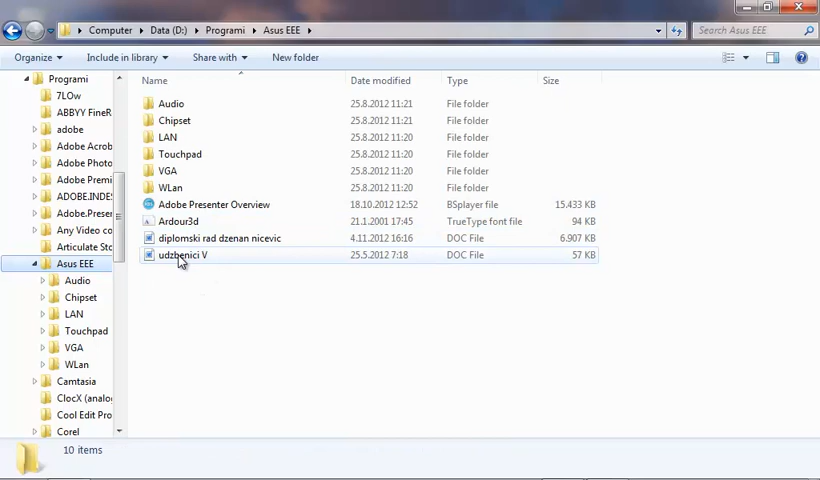 Computer Data (D:) Programi Asus EEE Search Asus EEE
Organize Include in library Share with New folder
Name Date modified Type Size
Programi
7LOw
ABBYY FineR
adobe
Adobe Acrob
Adobe Photo
Adobe Premi
ADOBE.INDES
Adobe.Presen
Any Video co
Articulate Sto
Asus EEE
Audio
Chipset
LAN
Touchpad
VGA
WLan
Camtasia
ClocX (analog
Cool Edit Pro
Corel
Audio 25.8.2012 11:21 File folder
Chipset 25.8.2012 11:21 File folder
LAN 25.8.2012 11:20 File folder
Touchpad 25.8.2012 11:20 File folder
VGA 25.8.2012 11:20 File folder
WLan 25.8.2012 11:20 File folder
Adobe Presenter Overview 18.10.2012 12:52 BSplayer file 15.433 KB
Ardour3d 21.1.2001 17:45 TrueType font file 94 KB
diplomski rad dzenan nicevic 4.11.2012 16:16 DOC File 6.907 KB
udzbenici V 25.5.2012 7:18 DOC File 57 KB
10 items